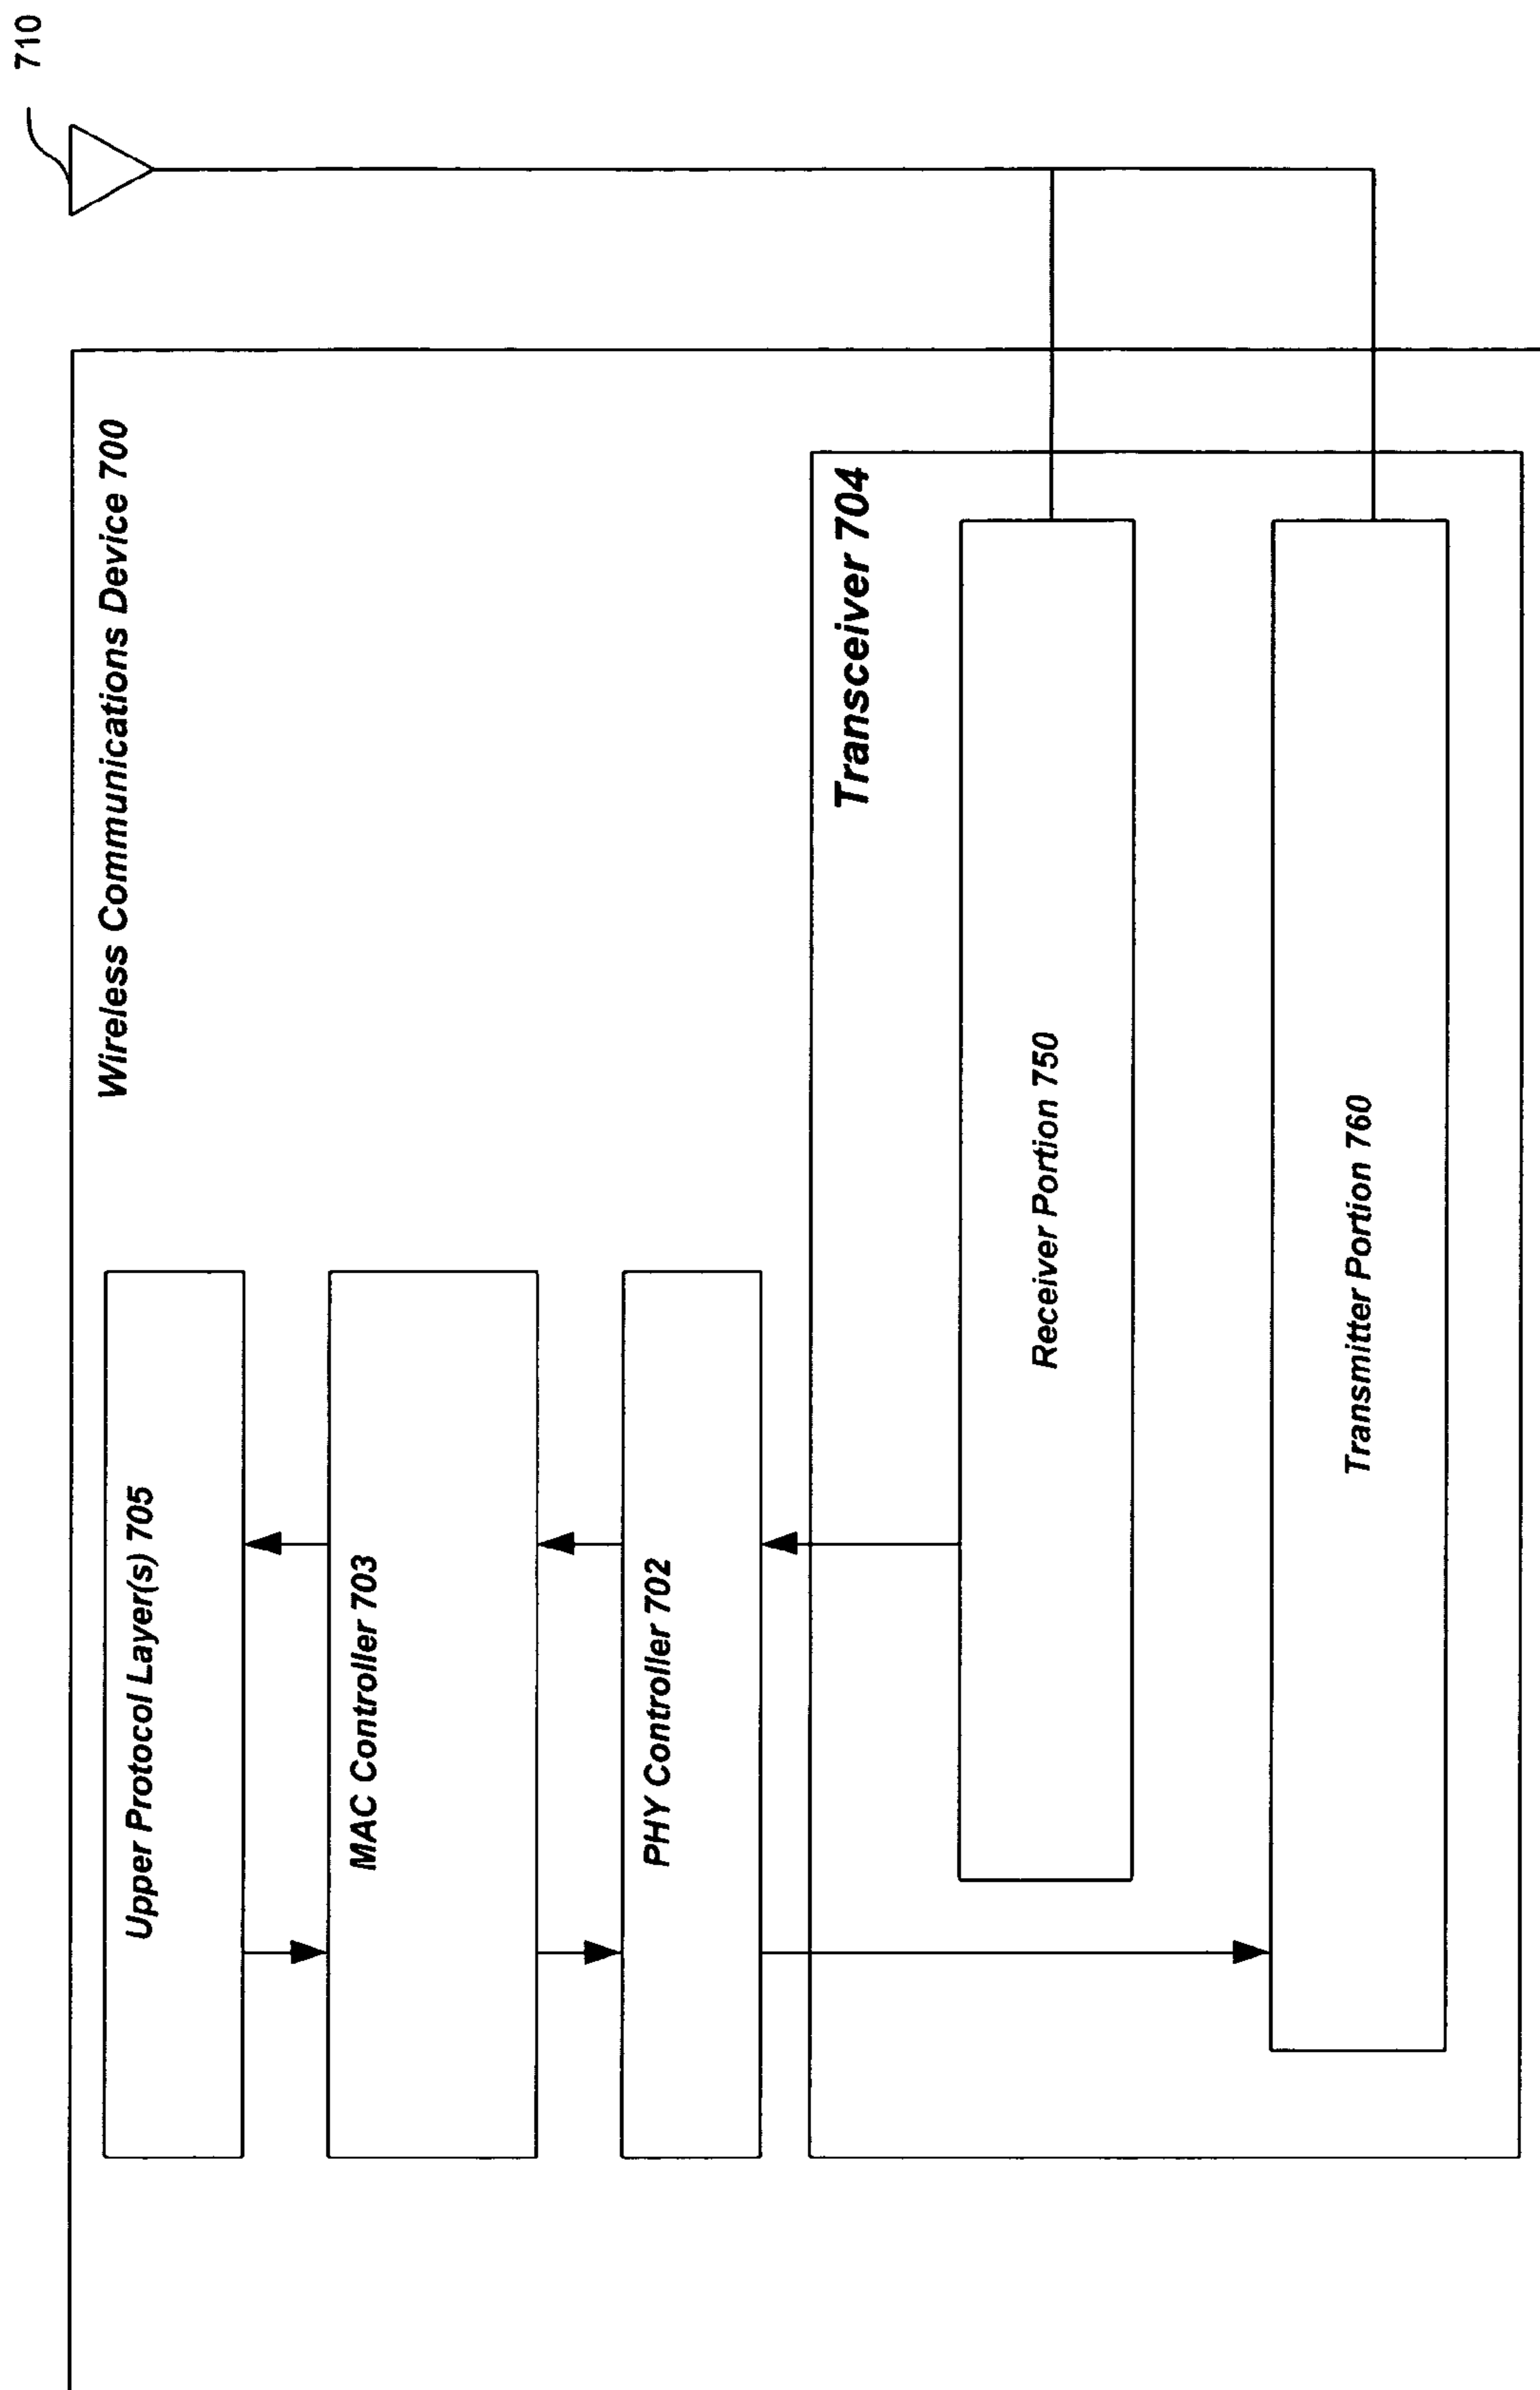 710
Wireless Communications Device 700
Upper Protocol Layer(s) 705
MAC Controller 703
PHY Controller 702
Transceiver 704
Receiver Portion 750
Transmitter Portion 760